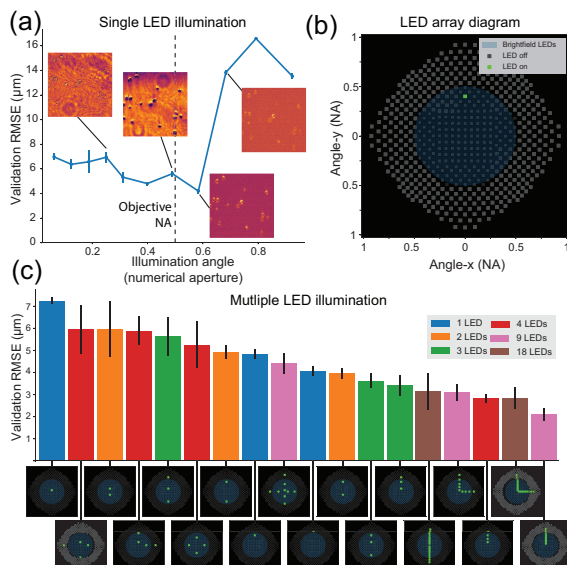 (a)
Single LED illumination
Validation RMSE (μm)
16
14
12
10
8
6
4
2
0
Objective
NA
0.2
0.4
0.6
0.8
Illumination angle
(numerical aperture)
(b)
LED array diagram
Brightfield LEDs
LED off
LED on
Angle-y (NA)
1
0.5
0
0.5
1
1
0.5
0
0.5
1
Angle-x (NA)
(c)
Mutliple LED illumination
Validation RMSE (μm)
7
6
5
4
3
2
1
1 LED
2 LEDs
3 LEDs
4 LEDs
9 LEDs
18 LEDs